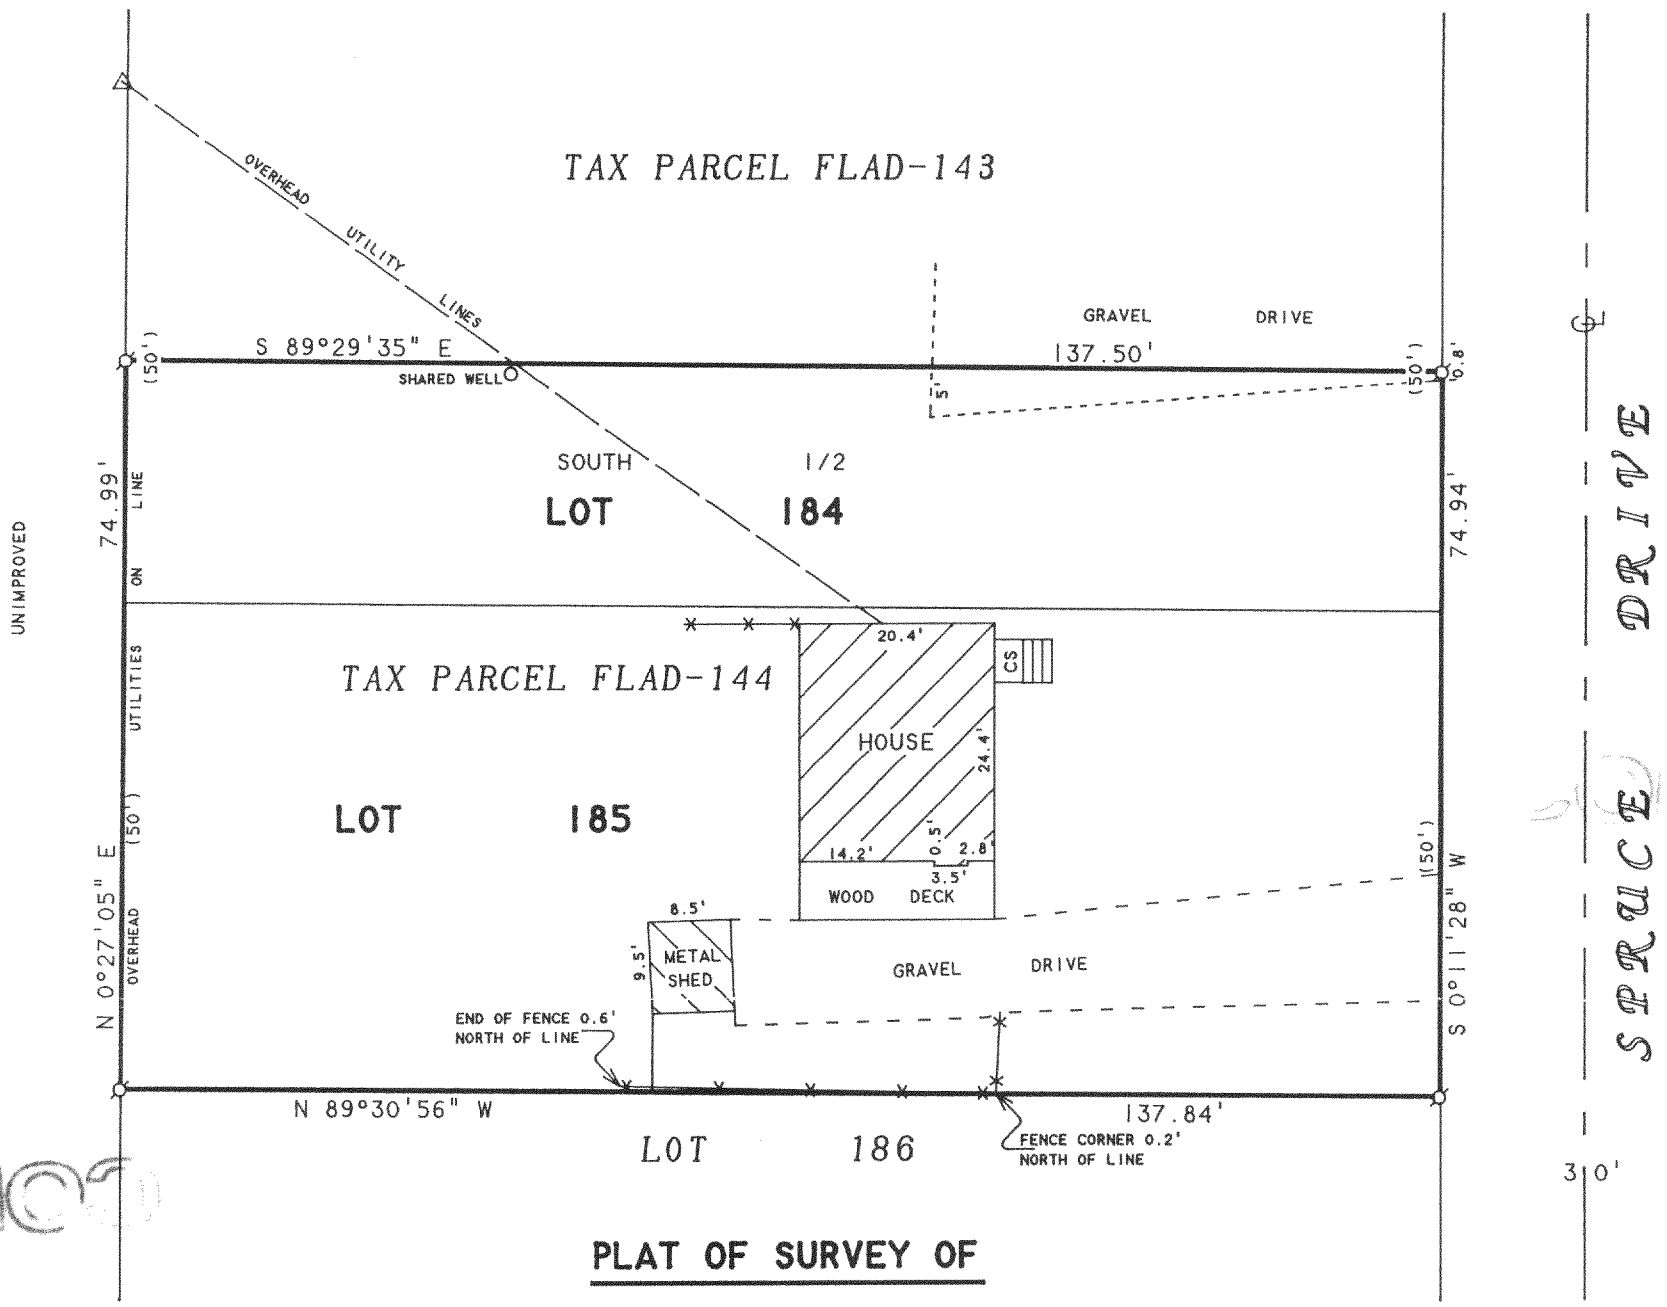 TAX PARCEL FLAD-143
OVERHEAD UTILITY LINES
GRAVEL DRIVE
S 89°29'35" E
137.50'
(50')
(50')
0.8'
SHARED WELL
5'
SOUTH 1/2
LOT 184
74.99'
74.94'
UNIMPROVED
OVERHEAD UTILITIES ON LINE
20.4'
CS
TAX PARCEL FLAD-144
HOUSE
24.4'
LOT 185
(50')
(50')
14.2'
0.5'
2.8'
3.5'
WOOD DECK
8.5'
9.5'
METAL
SHED
GRAVEL DRIVE
N 0°27'05" E
S 0°11'28" W
END OF FENCE 0.6'
NORTH OF LINE
N 89°30'56" W
137.84'
LOT 186
FENCE CORNER 0.2'
NORTH OF LINE
CL
SPRUCE DRIVE
30'
PLAT OF SURVEY OF